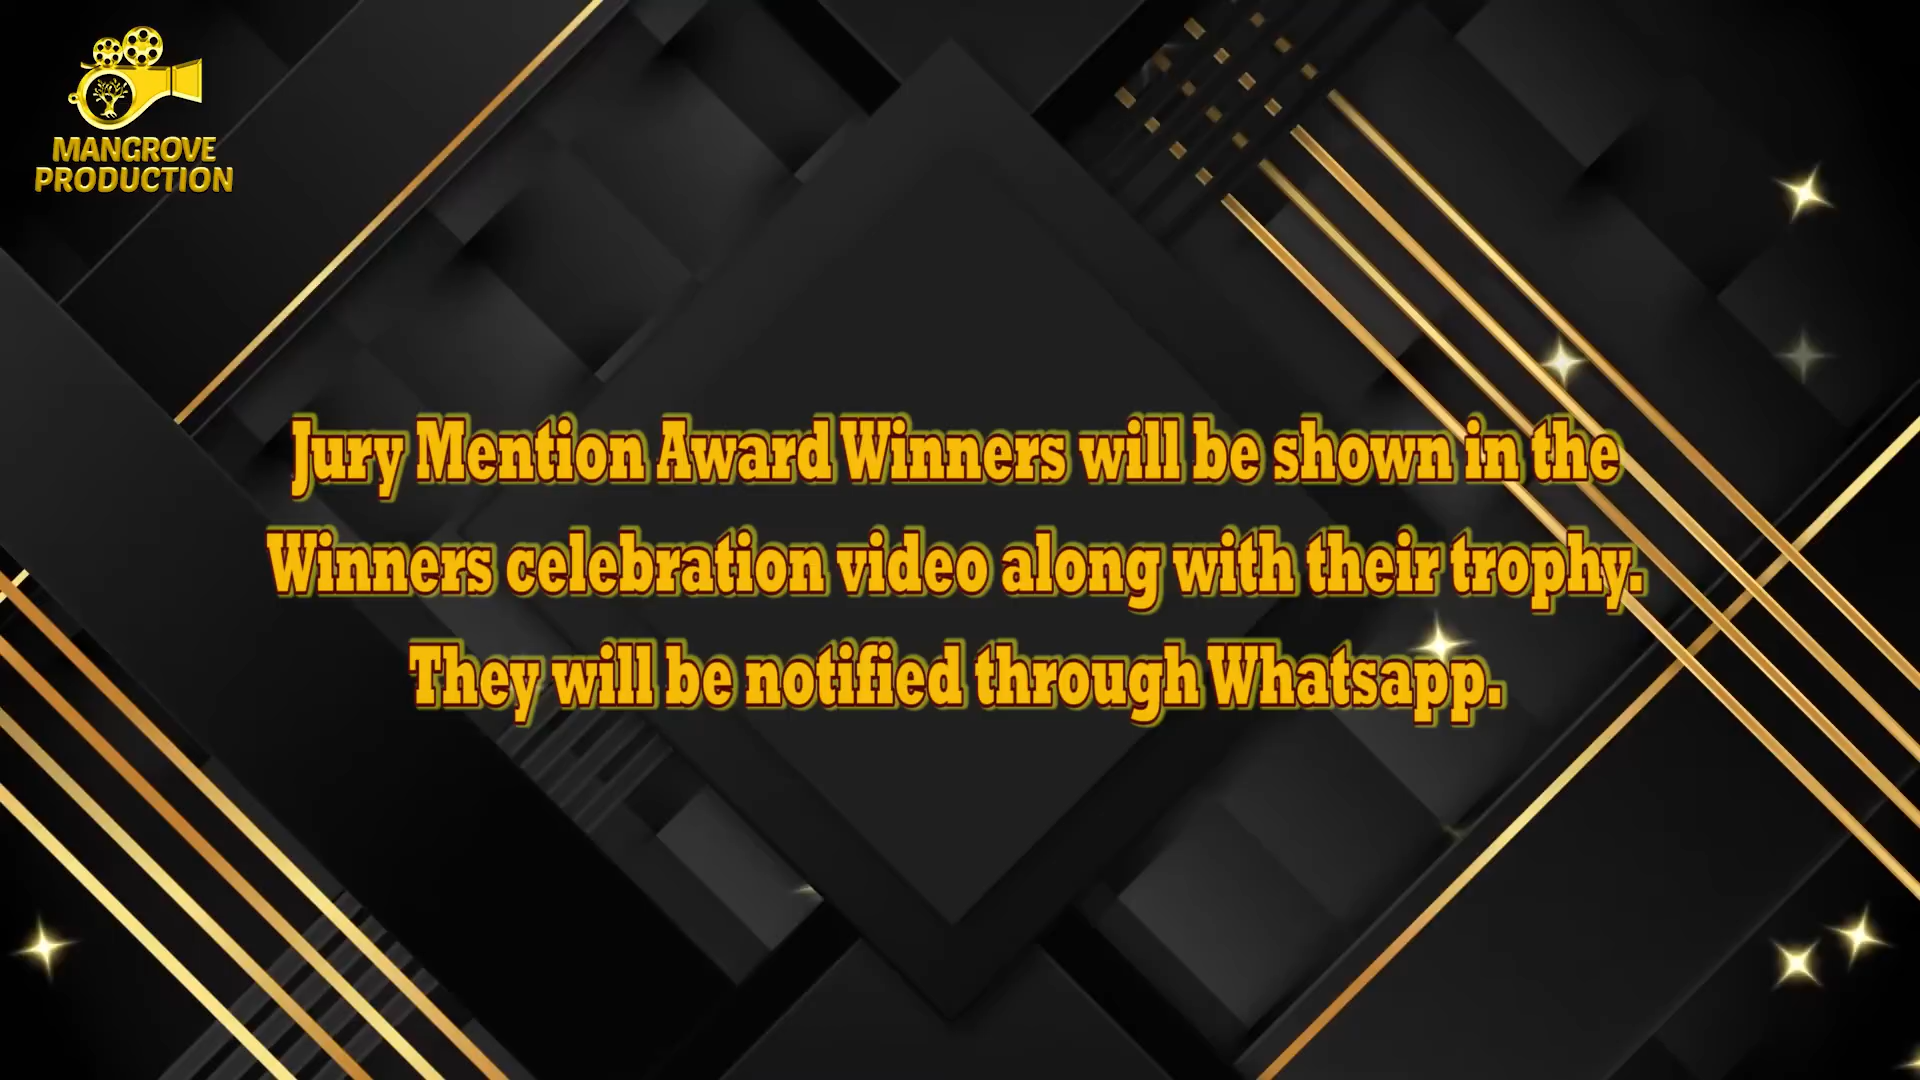 MANGROVE
PRODUCTION
Jury Mention Award Winners will be shown in the
Winners celebration video along with their trophy.
They will be notified through Whatsapp.